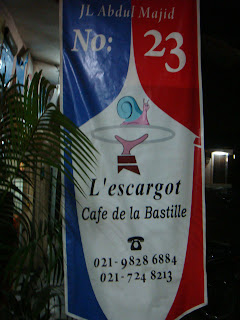 JL Abdul Majid
No: 23
L'escargot
Cafe de la Bastille
021- 9828 6884
021- 724 8213